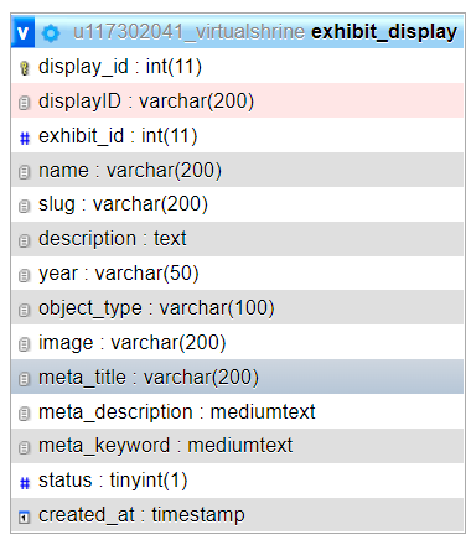 v u117302041_virtualshrine exhibit_display
display_id : int(11)
displayID : varchar(200)
# exhibit_id : int(11)
name : varchar(200)
slug : varchar(200)
description : text
year : varchar(50)
object_type : varchar(100)
image : varchar(200)
meta_title : varchar(200)
meta_description : mediumtext
meta_keyword : mediumtext
# status : tinyint(1)
created_at : timestamp